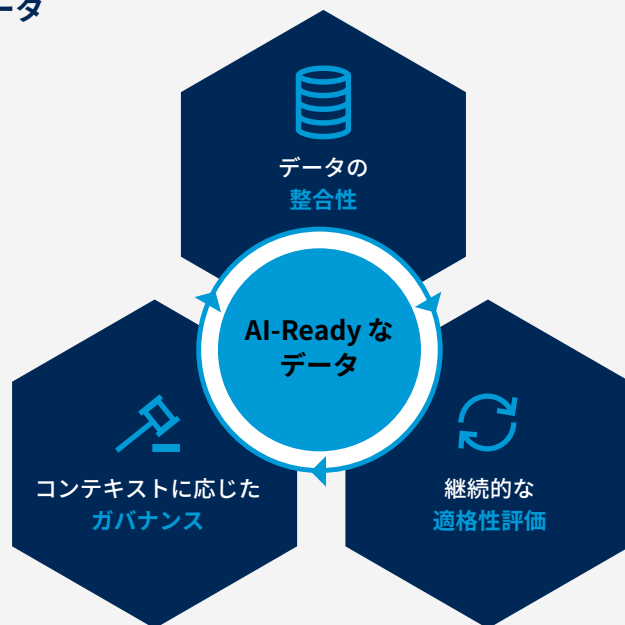 ータ
データの
整合性
AI-Ready な
データ
コンテキストに応じた
ガバナンス
継続的な
適格性評価